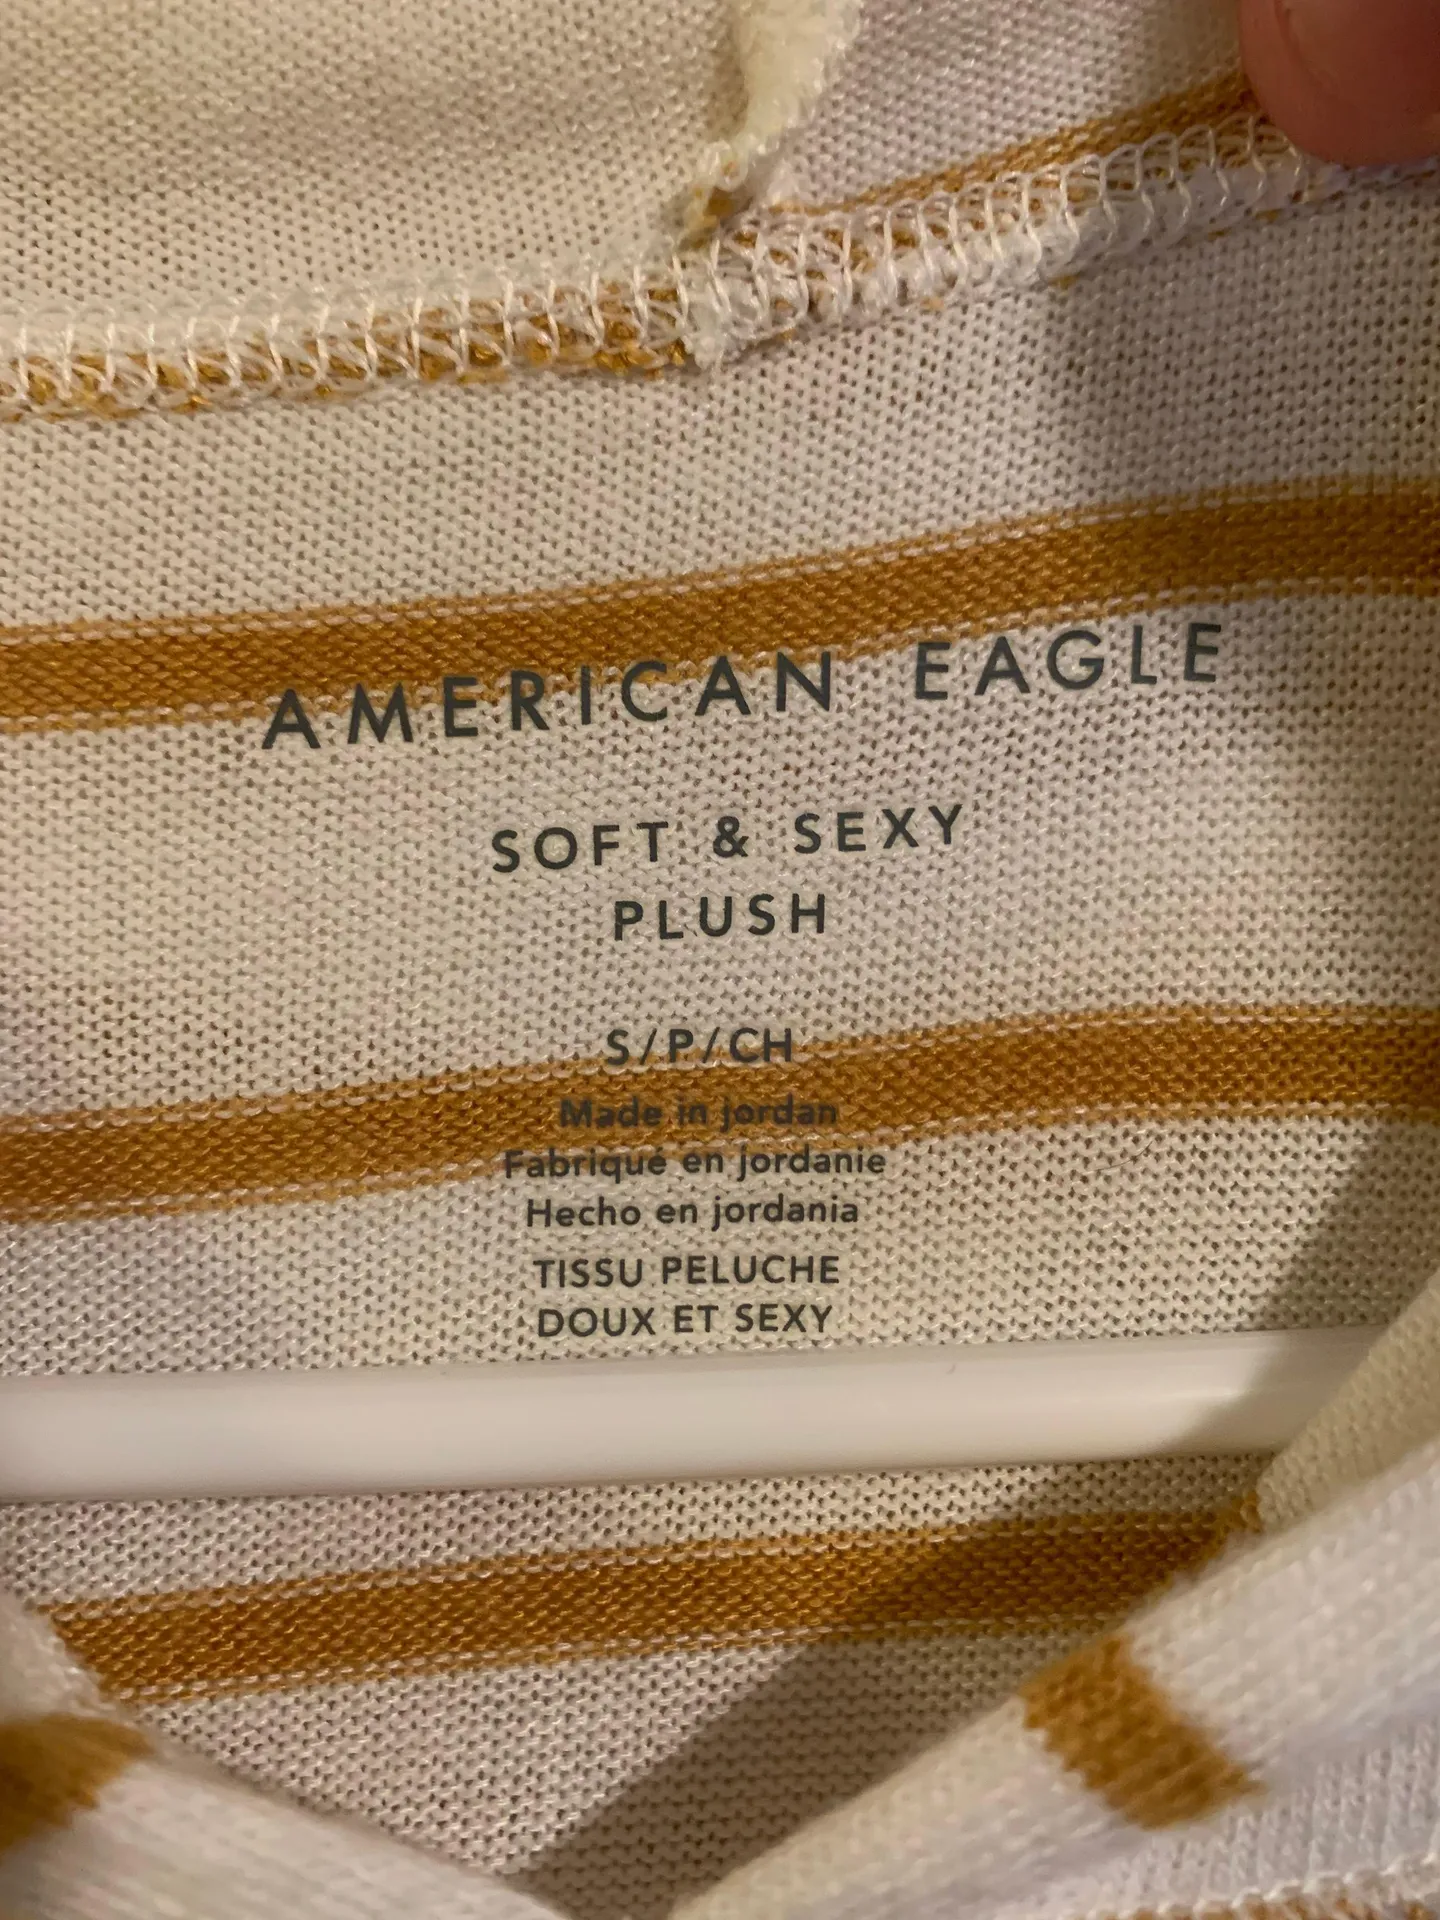 AMERICAN EAGLE
SOFT & SEXY
PLUSH
S/P/CH
Made in jordan
Fabriqué en jordanie
Hecho en jordania
TISSU PELUCHE
DOUX ET SEXY